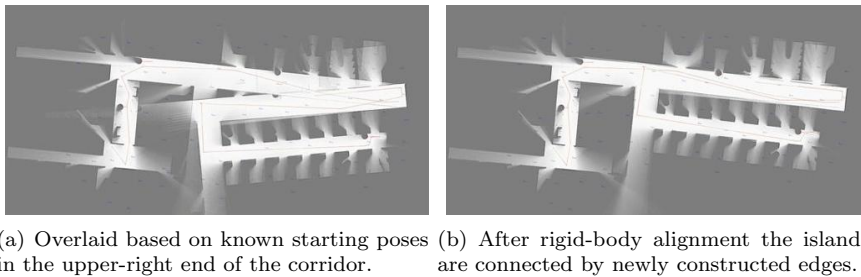 (a) Overlaid based on known starting poses
in the upper-right end of the corridor.
(b) After rigid-body alignment the island
are connected by newly constructed edges.